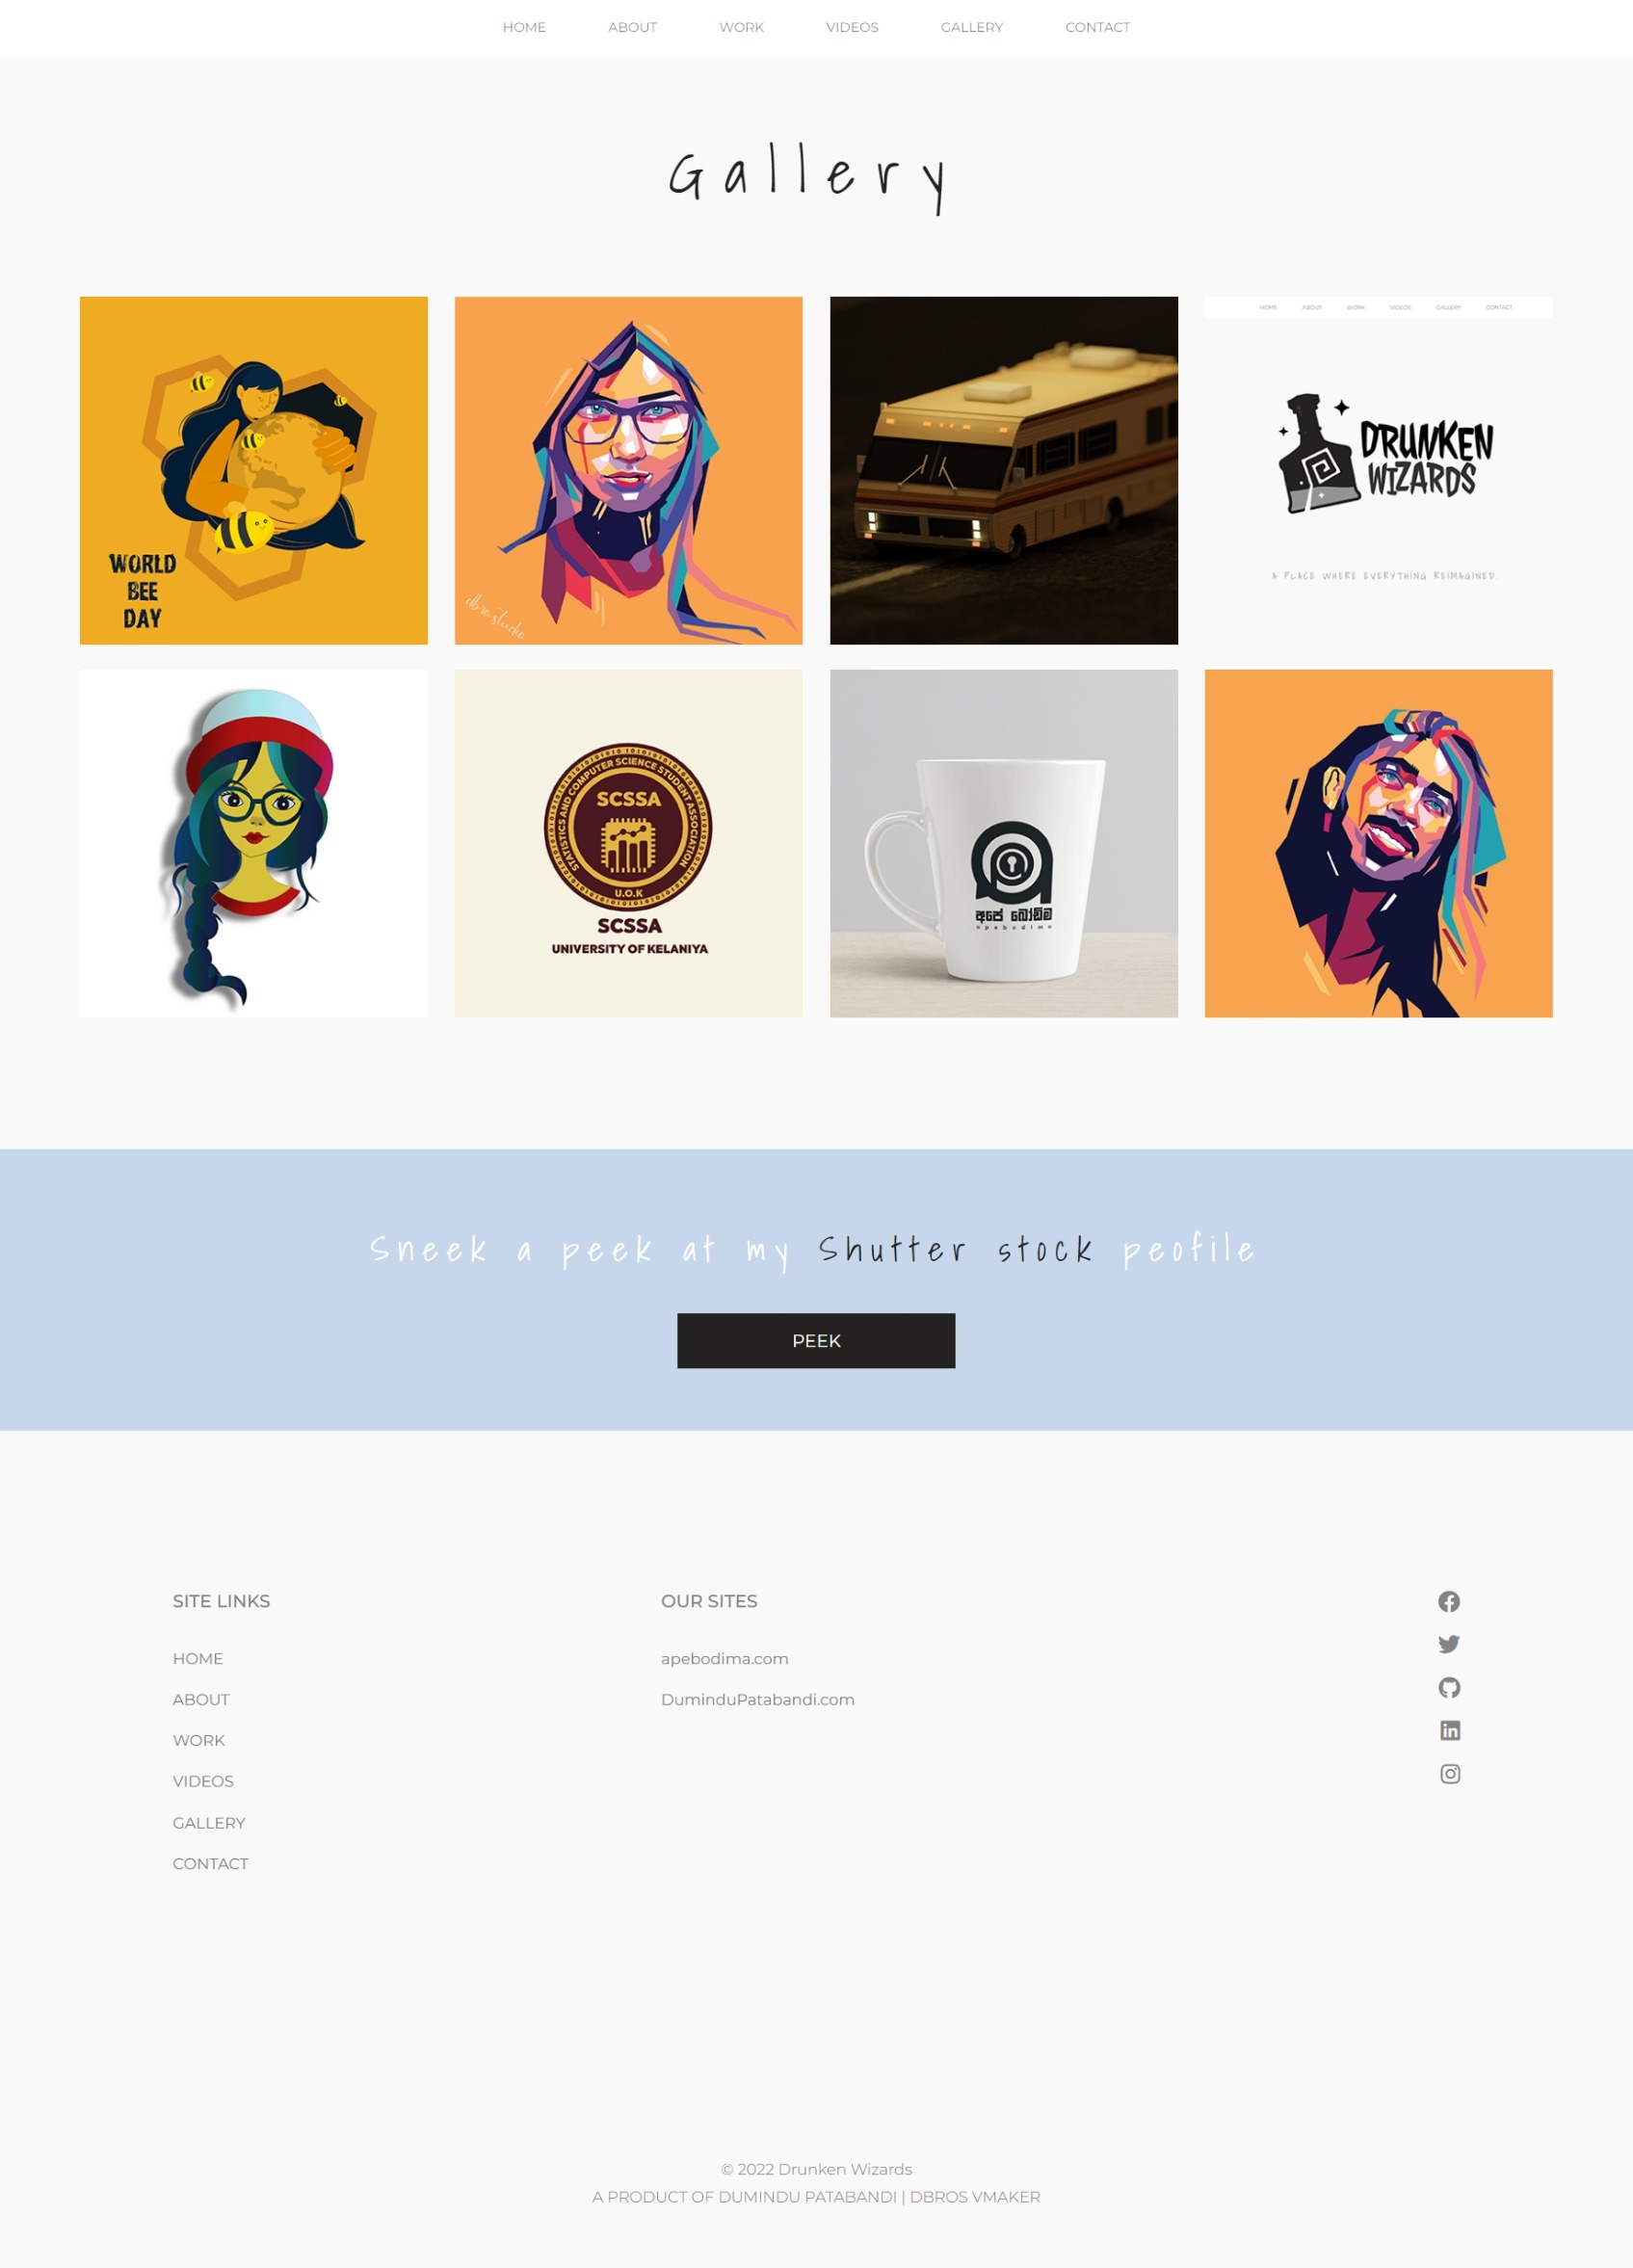 HOME ABOUT WORK VIDEOS GALLERY CONTACT
Gallery
WORLD
BEE
DAY
dbro studio
HOME ABOUT WORK VIDEOS GALLERY CONTACT
DRUNKEN
WIZARDS
A PLACE WHERE EVERYTHING REIMAGINED.
STATISTICS AND COMPUTER SCIENCE STUDENT ASSOCIATION
SCSSA
U.O.K
SCSSA
UNIVERSITY OF KELANIYA
අපේ බෝඩිම
apebodima
Sneek a peek at my Shutter stock peofile
PEEK
SITE LINKS
HOME
ABOUT
WORK
VIDEOS
GALLERY
CONTACT
OUR SITES
apebodima.com
DuminduPatabandi.com
© 2022 Drunken Wizards
A PRODUCT OF DUMINDU PATABANDI | DBROS VMAKER